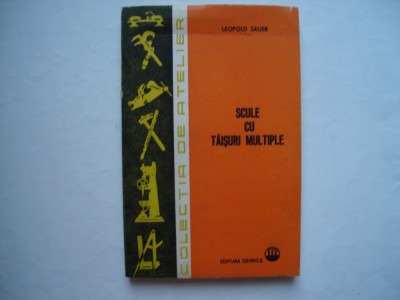 LEOPOLD SAUER
COLECȚIA DE ATELIER
SCULE
CU
TĂIȘURI MULTIPLE
EDITURA TEHNICĂ